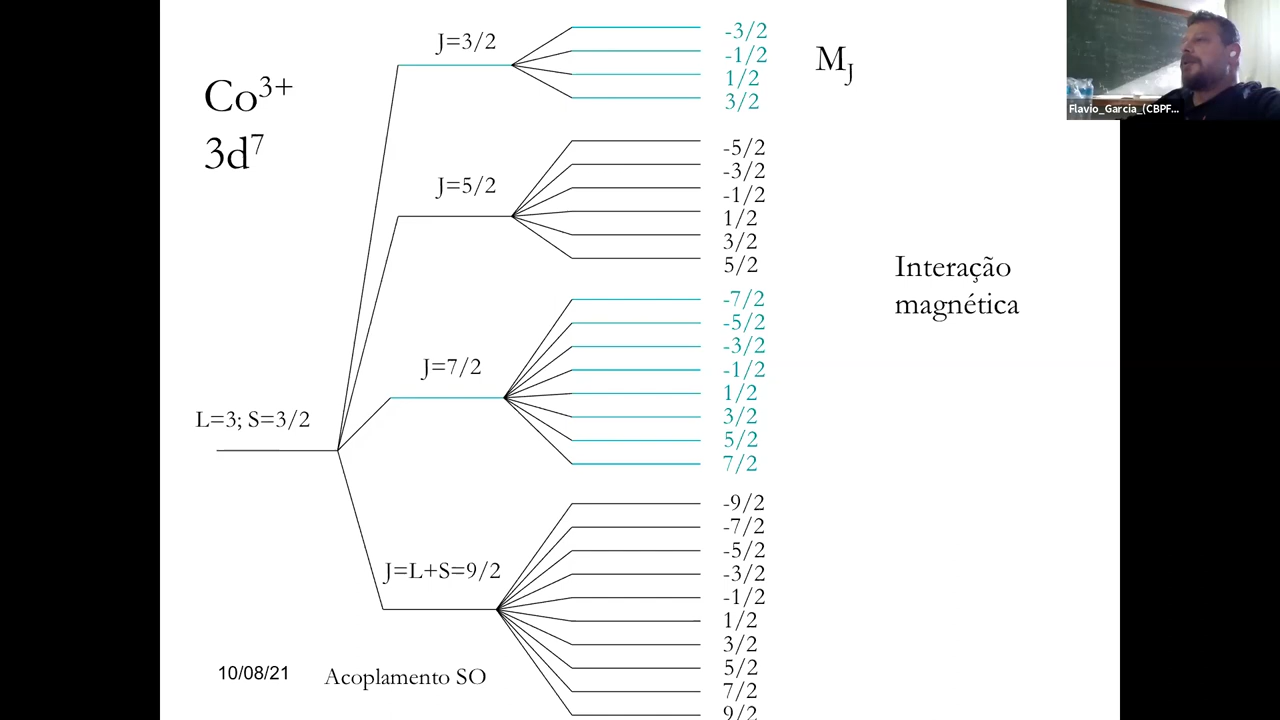 Co³⁺
3d⁷
L=3; S=3/2
J=3/2
-3/2
-1/2
1/2
3/2
M_J
J=5/2
-5/2
-3/2
-1/2
1/2
3/2
5/2
Interação
magnética
J=7/2
-7/2
-5/2
-3/2
-1/2
1/2
3/2
5/2
7/2
J=L+S=9/2
-9/2
-7/2
-5/2
-3/2
-1/2
1/2
3/2
5/2
7/2
9/2
10/08/21
Acoplamento SO
Flavio_Garcia_(CBPF...